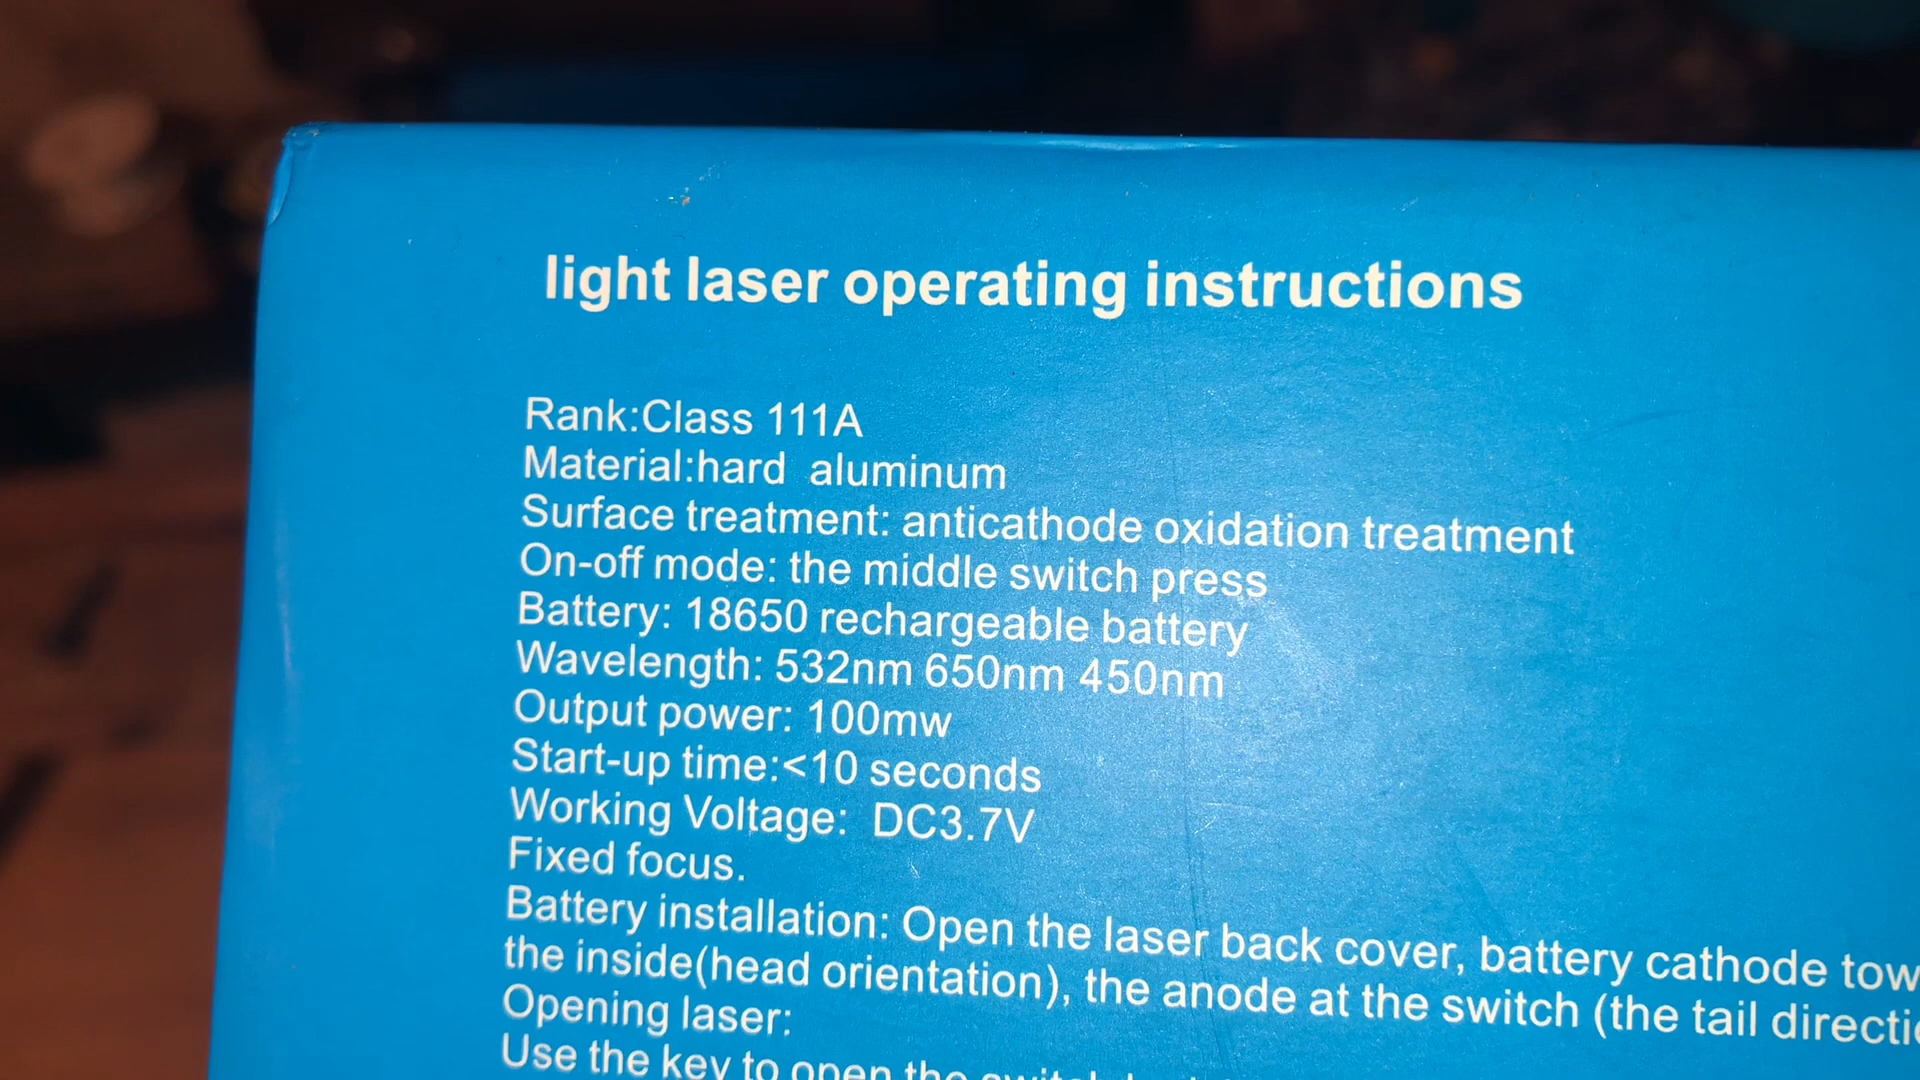 light laser operating instructions
Rank:Class 111A
Material:hard aluminum
Surface treatment: anticathode oxidation treatment
On-off mode: the middle switch press
Battery: 18650 rechargeable battery
Wavelength: 532nm 650nm 450nm
Output power: 100mw
Start-up time:<10 seconds
Working Voltage: DC3.7V
Fixed focus.
Battery installation: Open the laser back cover, battery cathode tow
the inside(head orientation), the anode at the switch (the tail directi
Opening laser:
Use the key to open the